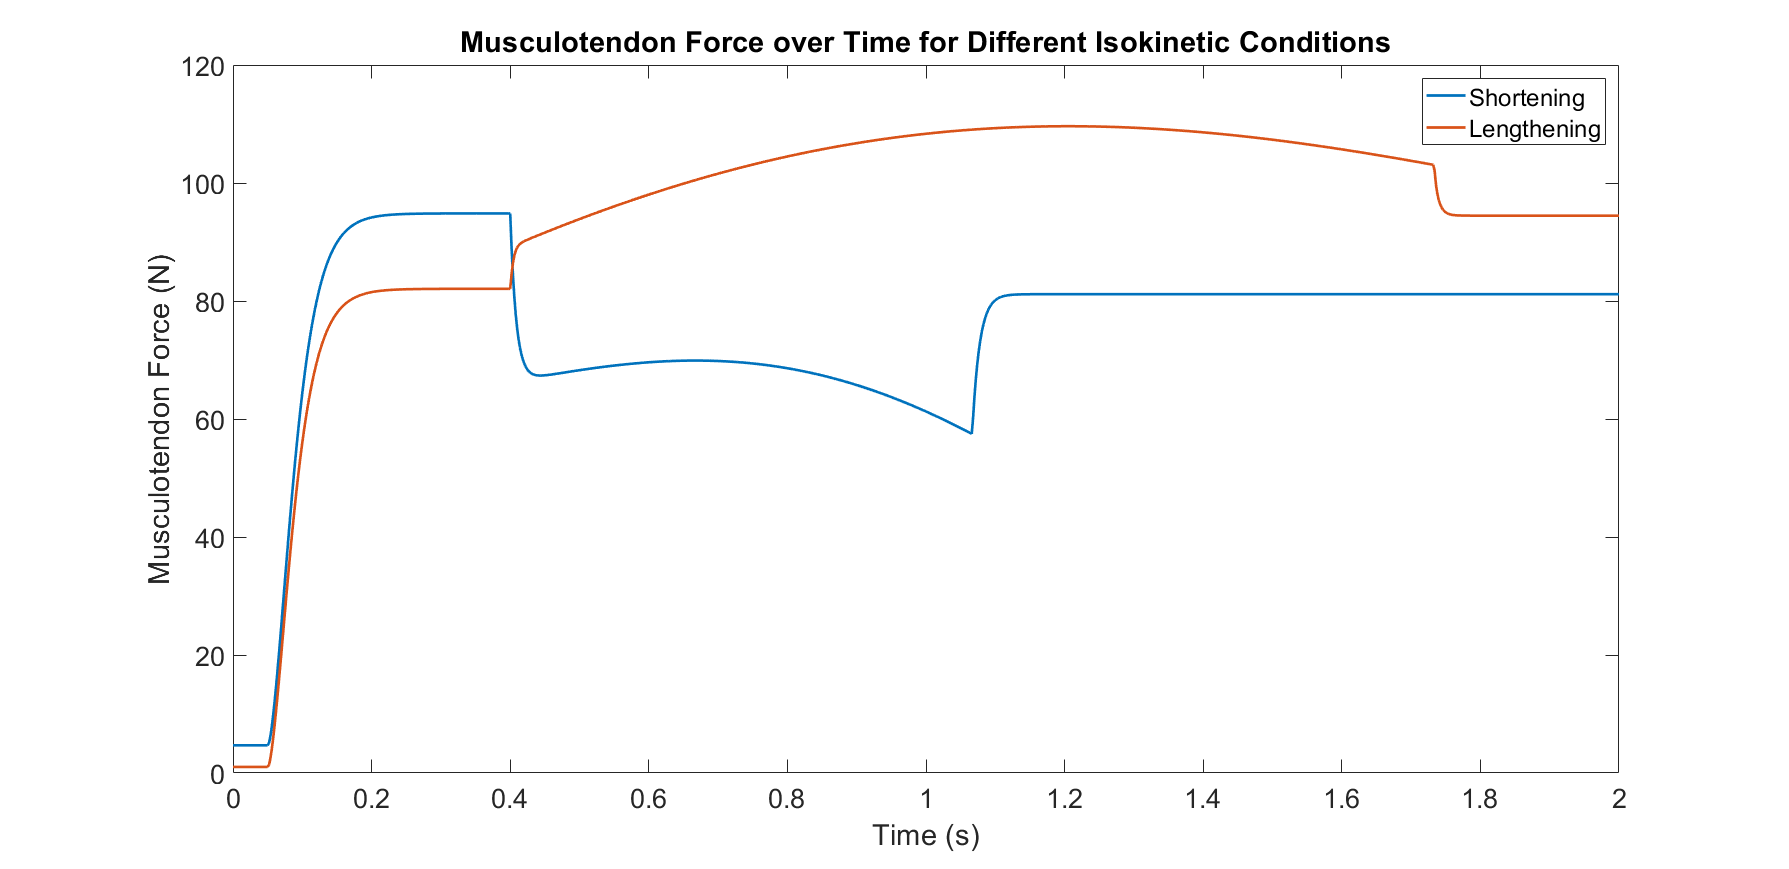 Musculotendon Force over Time for Different Isokinetic Conditions
120
100
80
60
40
20
0
Musculotendon Force (N)
Shortening
Lengthening
0 0.2 0.4 0.6 0.8 1 1.2 1.4 1.6 1.8 2
Time (s)